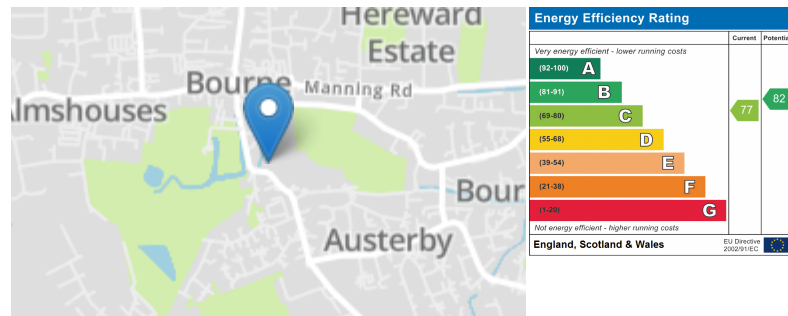 Hereward
Estate
Bourne
Manning Rd
lmshouses
Bour
Austerby
Energy Efficiency Rating
Current
Potentia
Very energy efficient - lower running costs
(92-100) A
(81-91) B
82
(69-80) C
77
(55-68) D
(39-54) E
(21-38) F
(1-20) G
Not energy efficient - higher running costs
England, Scotland & Wales
EU Directive
2002/91/EC